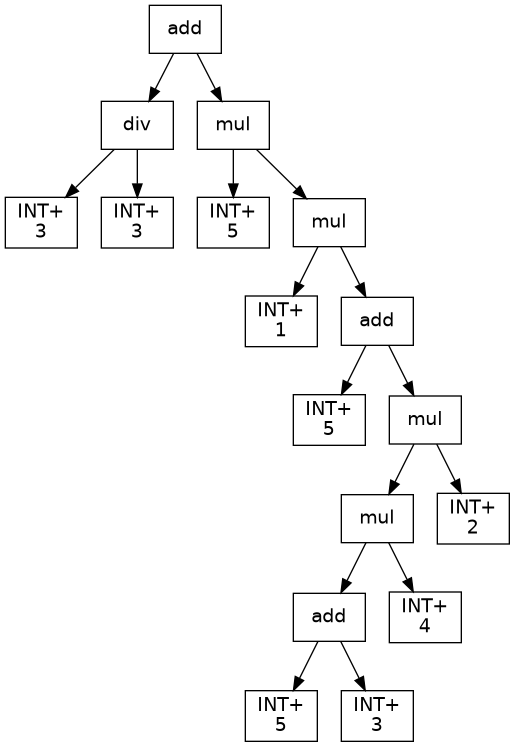 add
div
mul
INT+
3
INT+
3
INT+
5
mul
INT+
1
add
INT+
5
mul
mul
INT+
2
add
INT+
4
INT+
5
INT+
3